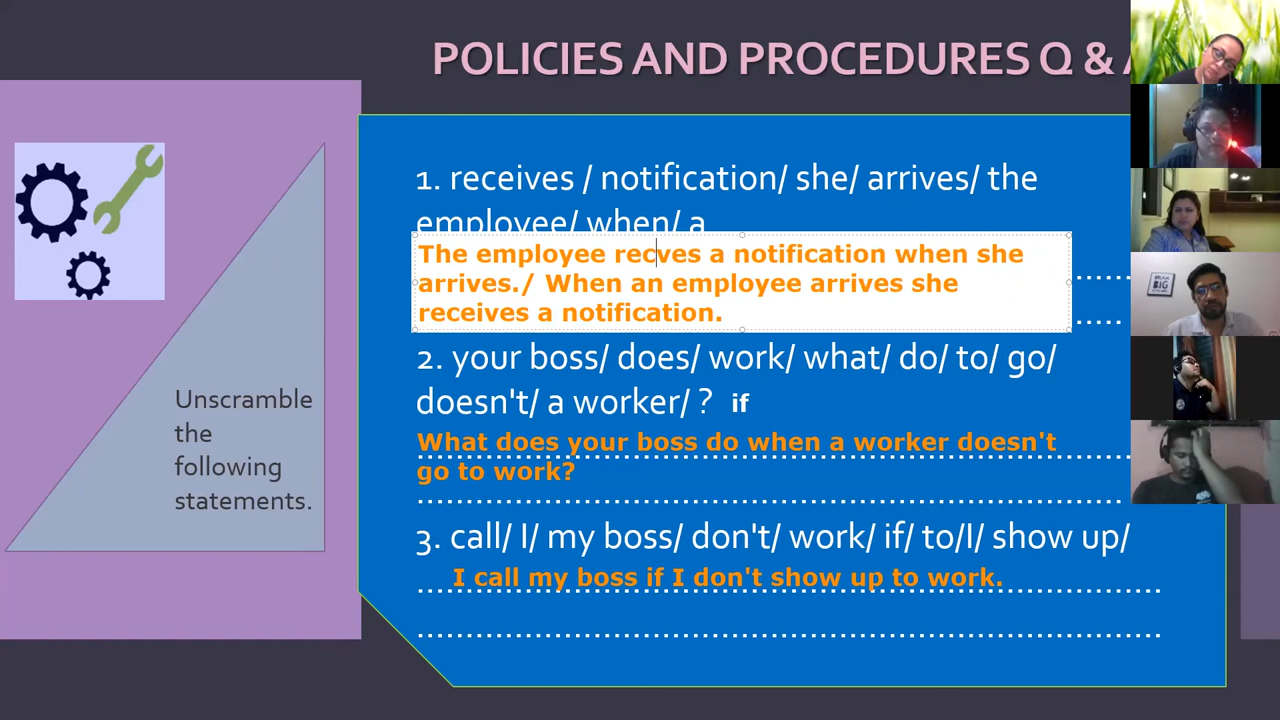 POLICIES AND PROCEDURES Q &
1. receives / notification/ she/ arrives/ the
employee/ when/ a
The employee recves a notification when she
arrives./ When an employee arrives she
receives a notification.
2. your boss/ does/ work/ what/ do/ to/ go/
doesn't/ a worker/ ? if
What does your boss do when a worker doesn't
go to work?
3. call/ I/ my boss/ don't/ work/ if/ to/I/ show up/
I call my boss if I don't show up to work.
Unscramble
the
following
statements.